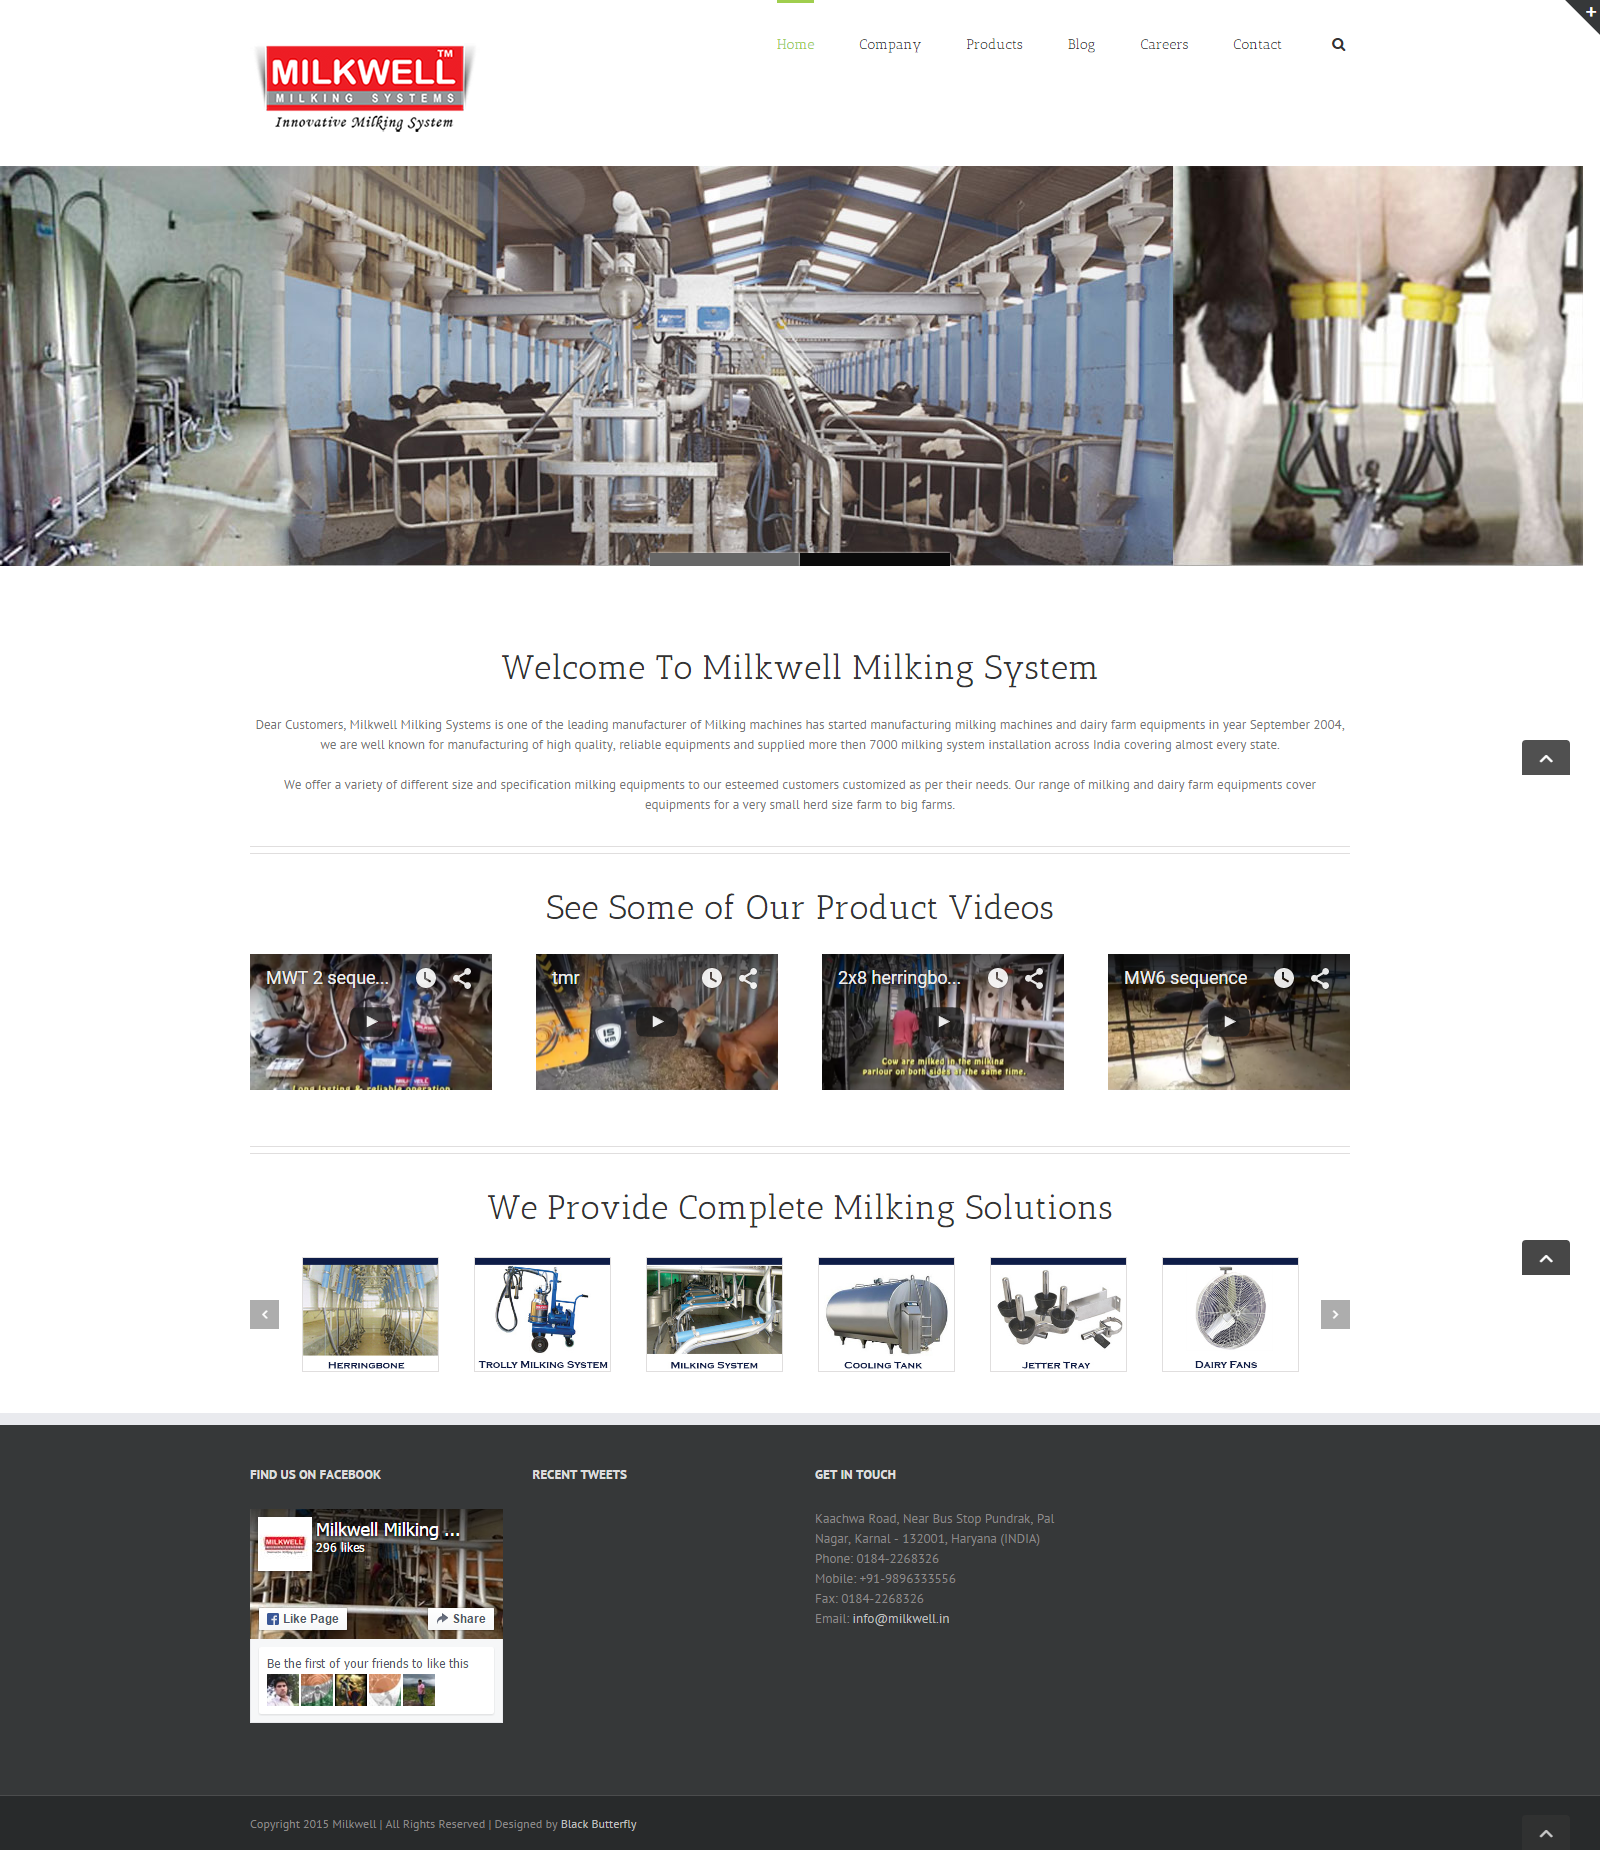 Home Company Products Blog Careers Contact
MILKWELL TM
MILKING SYSTEMS
Innovative Milking System
Welcome To Milkwell Milking System
Dear Customers, Milkwell Milking Systems is one of the leading manufacturer of Milking machines has started manufacturing milking machines and dairy farm equipments in year September 2004,
we are well known for manufacturing of high quality, reliable equipments and supplied more then 7000 milking system installation across India covering almost every state.
We offer a variety of different size and specification milking equipments to our esteemed customers customized as per their needs. Our range of milking and dairy farm equipments cover
equipments for a very small herd size farm to big farms.
See Some of Our Product Videos
MWT 2 seque...
MILKWELL
Long lasting & reliable operation
tmr
15
KM
2x8 herringbo...
Cow are milked in the milking
parlour on both sides at the same time.
MW6 sequence
We Provide Complete Milking Solutions
HERRINGBONE
TROLLY MILKING SYSTEM
MILKING SYSTEM
COOLING TANK
JETTER TRAY
DAIRY FANS
FIND US ON FACEBOOK
MILKWELL
Milkwell Milking ...
296 likes
Like Page
Share
Be the first of your friends to like this
RECENT TWEETS
GET IN TOUCH
Kaachwa Road, Near Bus Stop Pundrak, Pal
Nagar, Karnal - 132001, Haryana (INDIA)
Phone: 0184-2268326
Mobile: +91-9896333556
Fax: 0184-2268326
Email: info@milkwell.in
Copyright 2015 Milkwell | All Rights Reserved | Designed by Black Butterfly